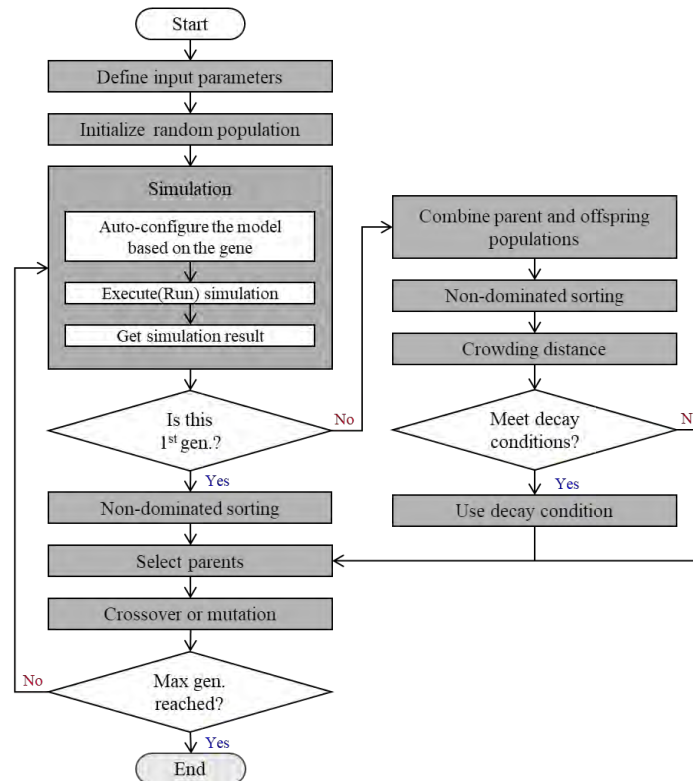 Start
Define input parameters
Initialize random population
Simulation
Auto-configure the model
based on the gene
Execute(Run) simulation
Get simulation result
Is this
1st gen.?
No
Yes
Non-dominated sorting
Select parents
Crossover or mutation
Max gen.
reached?
No
Yes
End
Combine parent and offspring
populations
Non-dominated sorting
Crowding distance
Meet decay
conditions?
N
Yes
Use decay condition